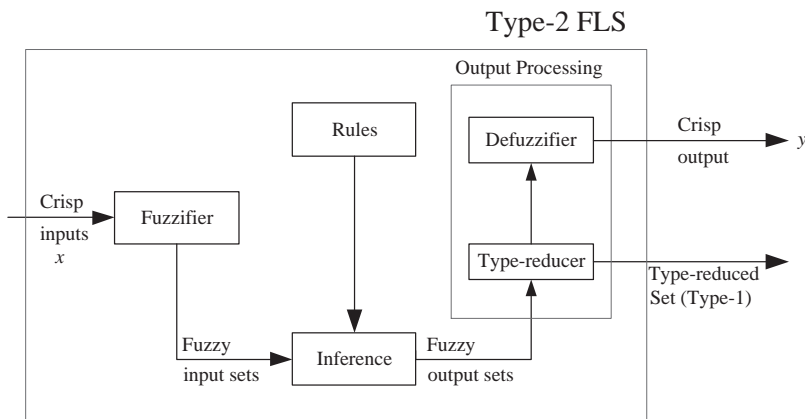 Type-2 FLS
Output Processing
Rules
Defuzzifier
Crisp
output
y
Crisp
inputs
x
Fuzzifier
Type-reducer
Type-reduced
Set (Type-1)
Fuzzy
input sets
Inference
Fuzzy
output sets